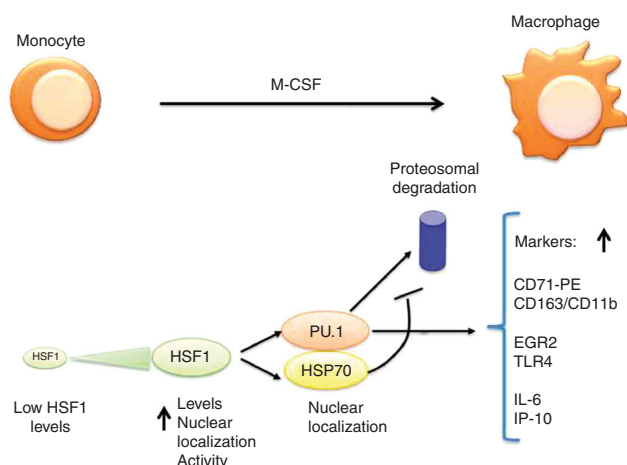 Monocyte
Macrophage
M-CSF
Proteosomal
degradation
Markers:
CD71-PE
CD163/CD11b
EGR2
TLR4
IL-6
IP-10
PU.1
HSP70
HSF1
HSF1
Low HSF1
levels
Levels
Nuclear
localization
Activity
Nuclear
localization